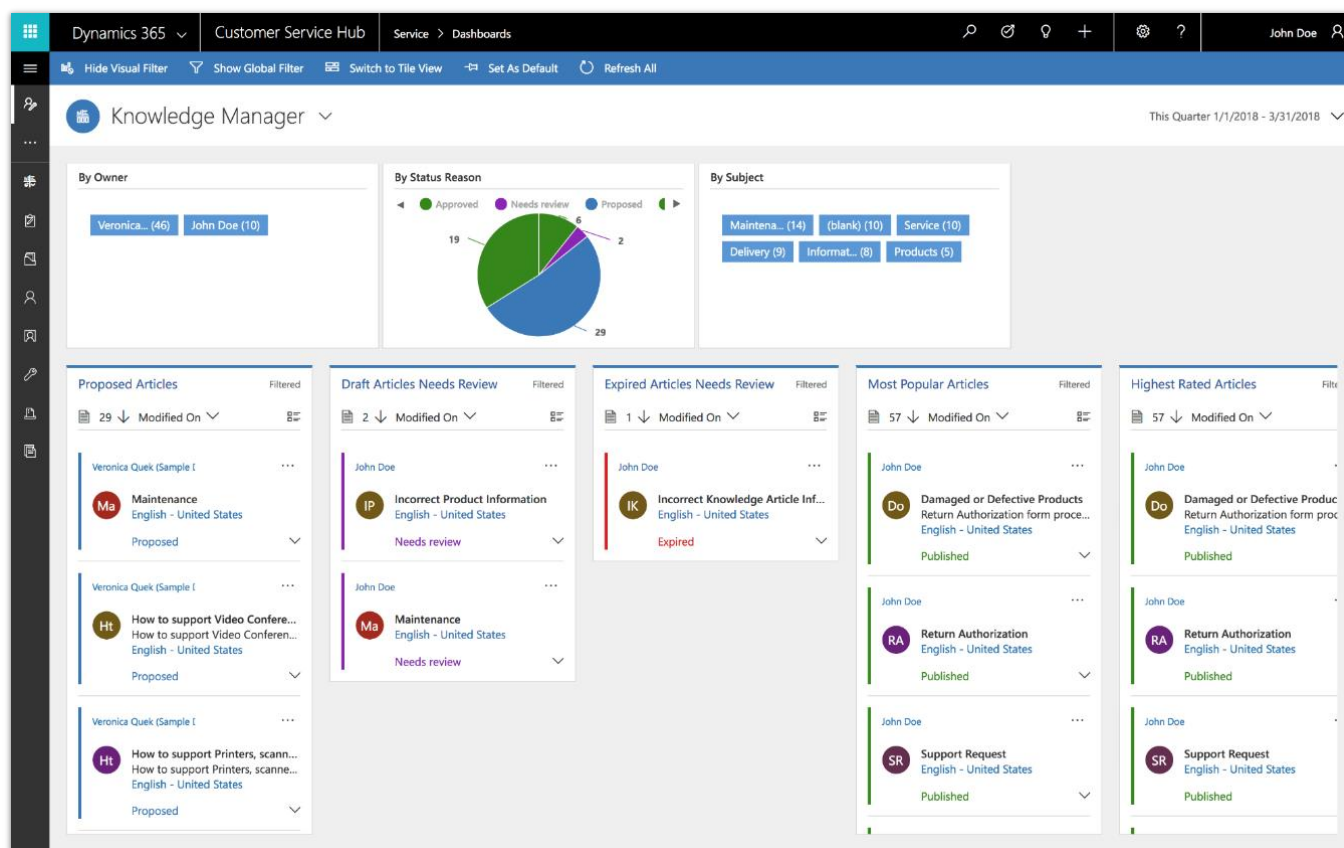 Dynamics 365
Customer Service Hub
Service > Dashboards
John Doe
Hide Visual Filter
Show Global Filter
Switch to Tile View
Set As Default
Refresh All
Knowledge Manager
This Quarter 1/1/2018 - 3/31/2018
By Owner
Veronica... (46) John Doe (10)
By Status Reason
Approved Needs review Proposed
6
19
2
29
By Subject
Maintena... (14) (blank) (10) Service (10)
Delivery (9) Informat... (8) Products (5)
Proposed Articles Filtered
29 Modified On
Veronica Quek (Sample D
Ma
Maintenance
English - United States
Proposed
Veronica Quek (Sample D
Ht
How to support Video Confere...
How to support Video Conferen...
English - United States
Proposed
Veronica Quek (Sample D
Ht
How to support Printers, scann...
How to support Printers, scanne...
English - United States
Proposed
Draft Articles Needs Review Filtered
2 Modified On
John Doe
IP
Incorrect Product Information
English - United States
Needs review
John Doe
Ma
Maintenance
English - United States
Needs review
Expired Articles Needs Review Filtered
1 Modified On
John Doe
IK
Incorrect Knowledge Article Inf...
English - United States
Expired
Most Popular Articles Filtered
57 Modified On
John Doe
Do
Damaged or Defective Products
Return Authorization form proce...
English - United States
Published
John Doe
RA
Return Authorization
English - United States
Published
John Doe
SR
Support Request
English - United States
Published
Highest Rated Articles Filte
57 Modified On
John Doe
Do
Damaged or Defective Produc
Return Authorization form proc
English - United States
Published
John Doe
RA
Return Authorization
English - United States
Published
John Doe
SR
Support Request
English - United States
Published